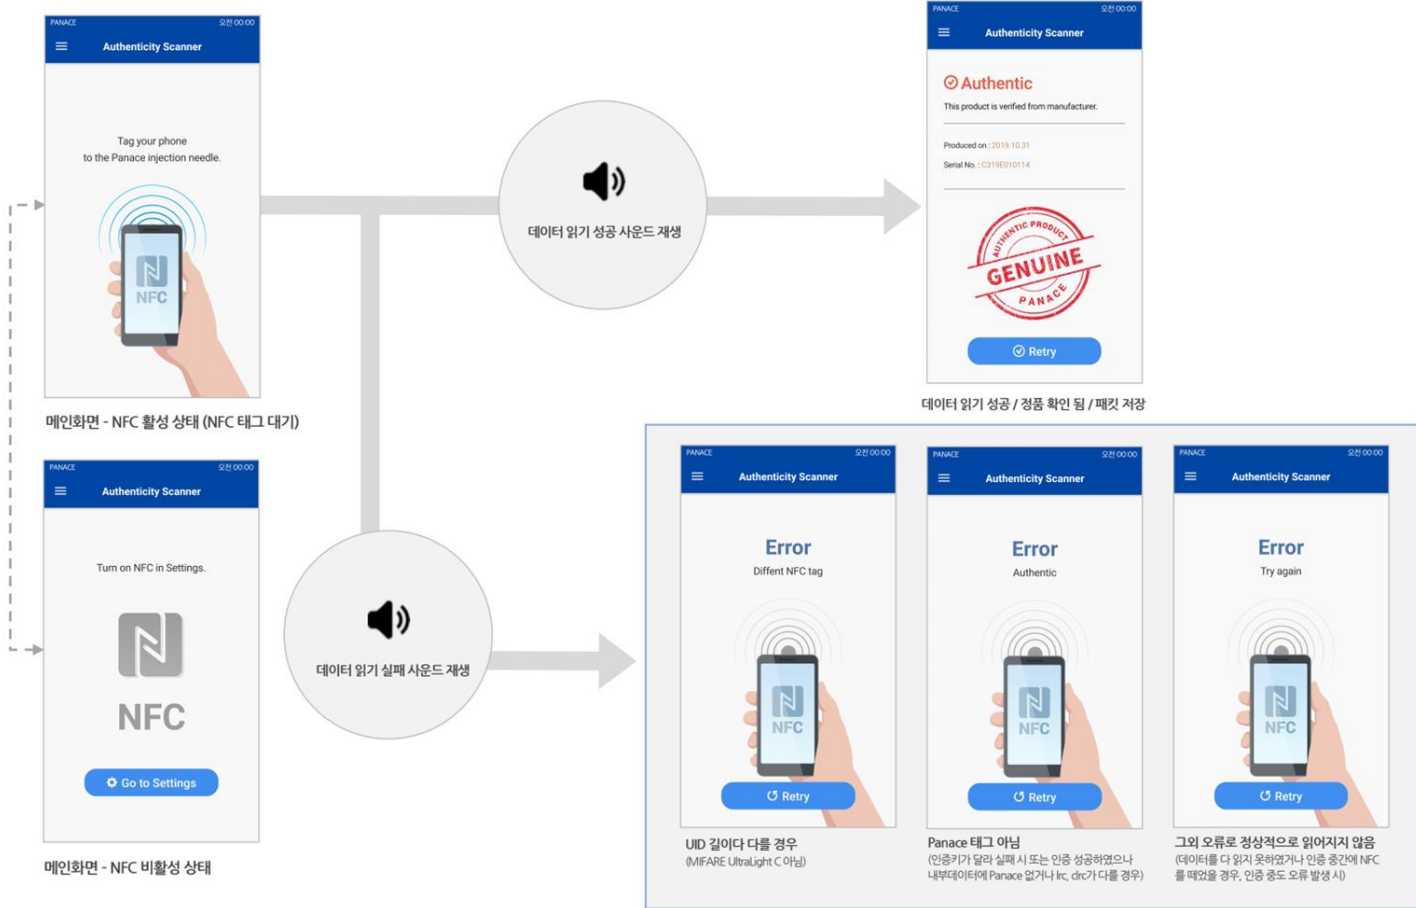 PANACE 오전 00:00
Authenticity Scanner
Tag your phone
to the Panace injection needle.
NFC
메인화면 - NFC 활성 상태 (NFC 태그 대기)
데이터 읽기 성공 사운드 재생
PANACE 오전 00:00
Authenticity Scanner
Authentic
This product is verified from manufacturer.
Produced on : 2019.10.31
Serial No. : C319E010114
AUTHENTIC PRODUCT
GENUINE
PANACE
Retry
데이터 읽기 성공 / 정품 확인 됨 / 패킷 저장
PANACE 오전 00:00
Authenticity Scanner
Turn on NFC in Settings.
NFC
Go to Settings
메인화면 - NFC 비활성 상태
데이터 읽기 실패 사운드 재생
PANACE 오전 00:00
Authenticity Scanner
Error
Diffent NFC tag
NFC
Retry
UID 길이다 다를 경우
(MIFARE UltraLight C 아님)
PANACE 오전 00:00
Authenticity Scanner
Error
Authentic
NFC
Retry
Panace 태그 아님
(인증키가 달라 실패 시 또는 인증 성공하였으나
내부데이터에 Panace 없거나 lrc, clrc가 다를 경우)
PANACE 오전 00:00
Authenticity Scanner
Error
Try again
NFC
Retry
그외 오류로 정상적으로 읽어지지 않음
(데이터를 다 읽지 못하였거나 인증 중간에 NFC
를 떼었을 경우, 인증 중도 오류 발생 시)